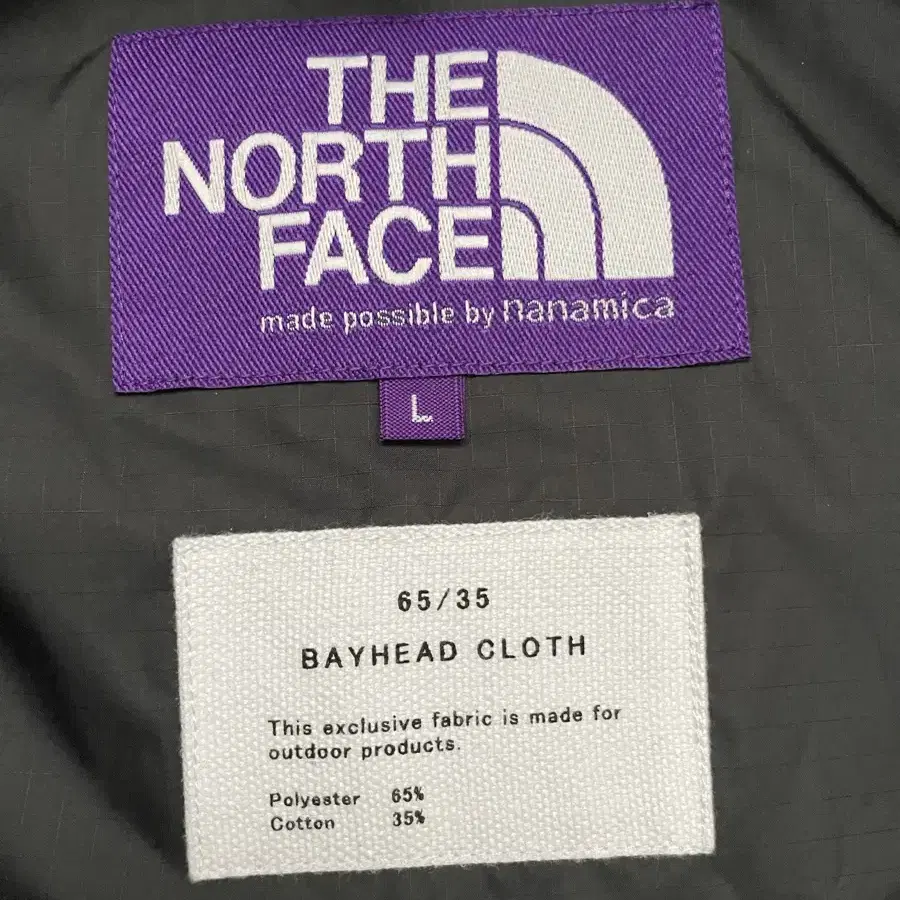 THE
NORTH
FACE
made possible by nanamica
L
65/35
BAYHEAD CLOTH
This exclusive fabric is made for
outdoor products.
Polyester 65%
Cotton 35%